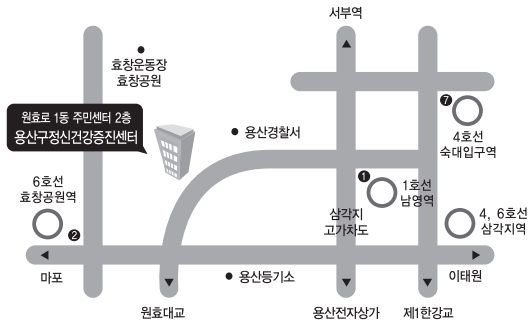 서부역
효창운동장
효창공원
원효로 1동 주민센터 2층
용산구정신건강증진센터
용산경찰서
7
4호선
숙대입구역
6호선
효창공원역
2
1
1호선
남영역
삼각지
고가차도
4, 6호선
삼각지역
마포
용산등기소
이태원
원효대교
용산전자상가
제1한강교